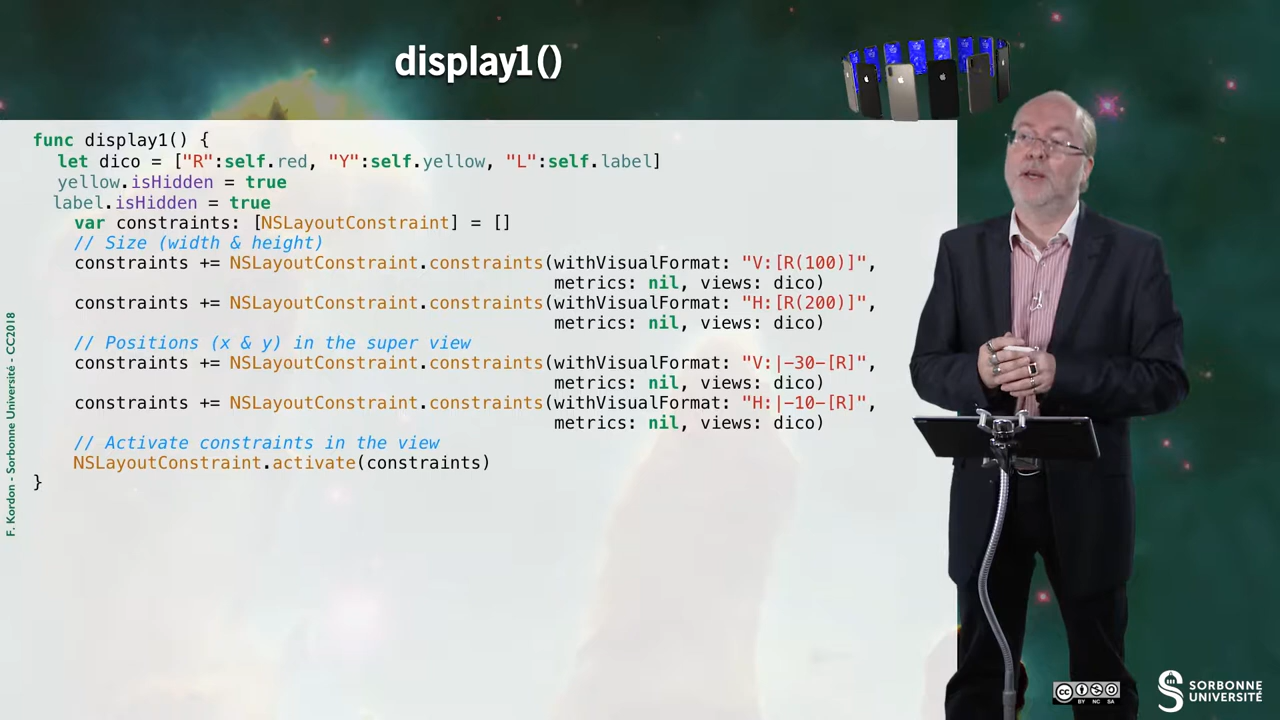 display1()
func display1() {
let dico = ["R":self.red, "Y":self.yellow, "L":self.label]
yellow.isHidden = true
label.isHidden = true
var constraints: [NSLayoutConstraint] = []
// Size (width & height)
constraints += NSLayoutConstraint.constraints(withVisualFormat: "V:[R(100)]",
metrics: nil, views: dico)
constraints += NSLayoutConstraint.constraints(withVisualFormat: "H:[R(200)]",
metrics: nil, views: dico)
// Positions (x & y) in the super view
constraints += NSLayoutConstraint.constraints(withVisualFormat: "V:|-30-[R]",
metrics: nil, views: dico)
constraints += NSLayoutConstraint.constraints(withVisualFormat: "H:|-10-[R]",
metrics: nil, views: dico)
// Activate constraints in the view
NSLayoutConstraint.activate(constraints)
}
F. Kordon - Sorbonne Université - CC2018
CC BY NC SA
SORBONNE
UNIVERSITÉ